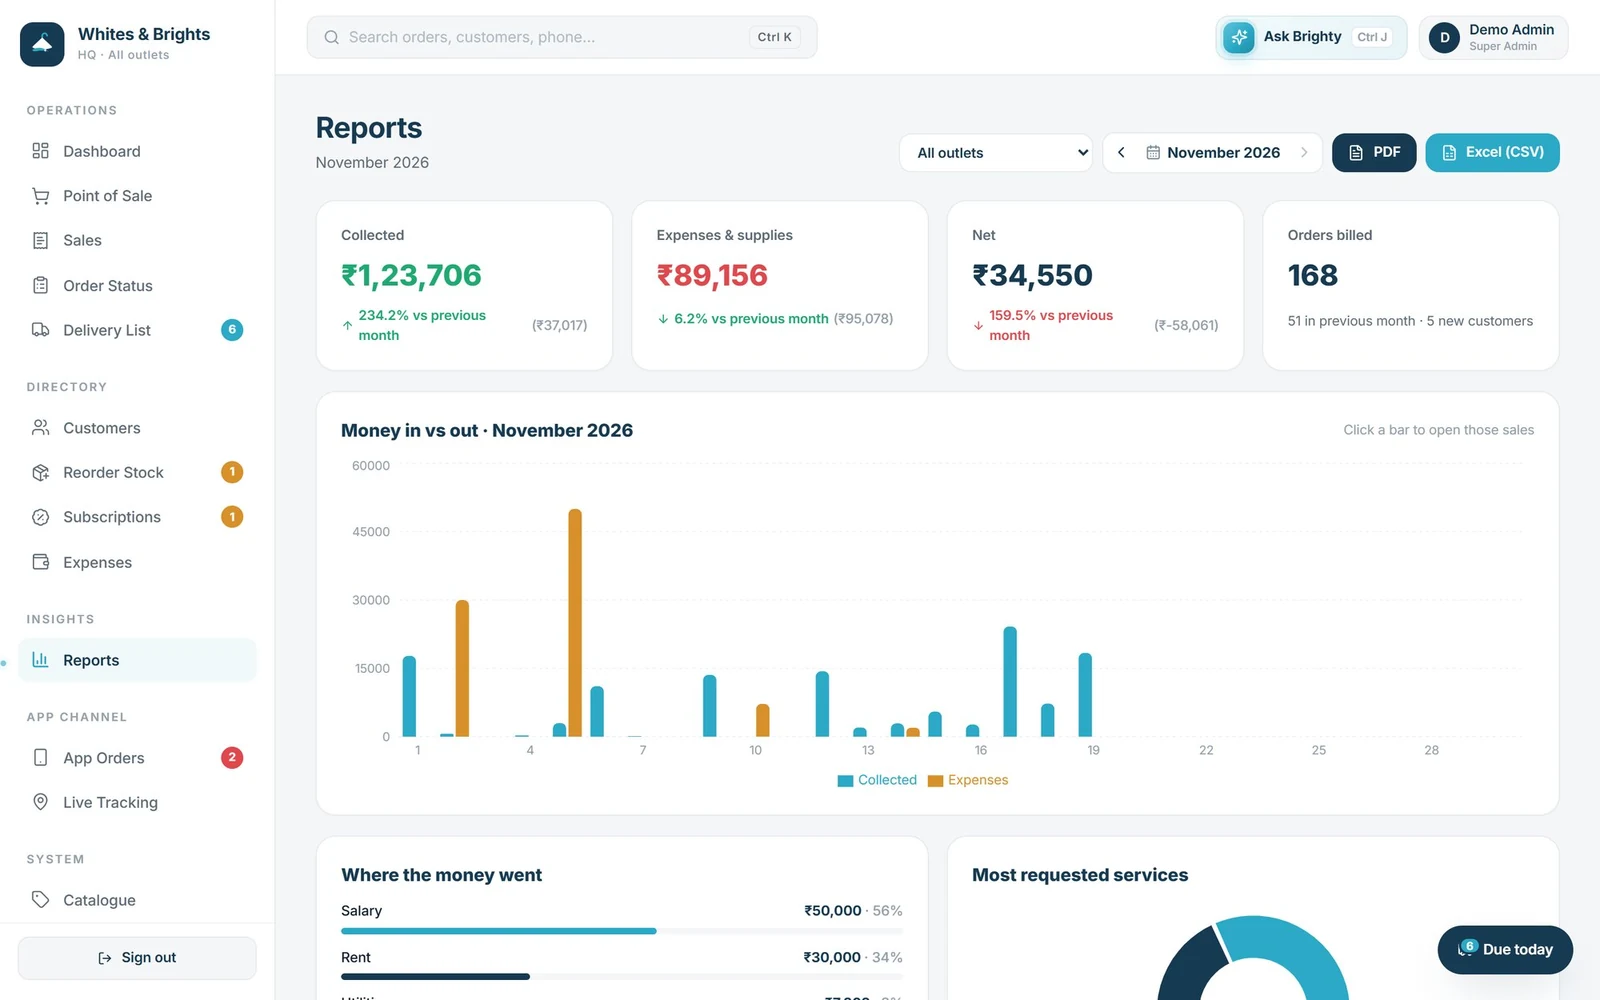 Whites & Brights
HQ · All outlets
Search orders, customers, phone...
Ctrl K
Ask Brighty
Ctrl J
D
Demo Admin
Super Admin
OPERATIONS
Dashboard
Point of Sale
Sales
Order Status
Delivery List
6
DIRECTORY
Customers
Reorder Stock
1
Subscriptions
1
Expenses
INSIGHTS
Reports
APP CHANNEL
App Orders
2
Live Tracking
SYSTEM
Catalogue
Sign out
Reports
November 2026
All outlets
November 2026
PDF
Excel (CSV)
Collected
₹1,23,706
↑ 234.2% vs previous month (₹37,017)
Expenses & supplies
₹89,156
↓ 6.2% vs previous month (₹95,078)
Net
₹34,550
↓ 159.5% vs previous month (₹-58,061)
Orders billed
168
51 in previous month · 5 new customers
Money in vs out · November 2026
Click a bar to open those sales
60000
45000
30000
15000
0
1 4 7 10 13 16 19 22 25 28
Collected Expenses
Where the money went
Salary ₹50,000 · 56%
Rent ₹30,000 · 34%
Most requested services
6 Due today